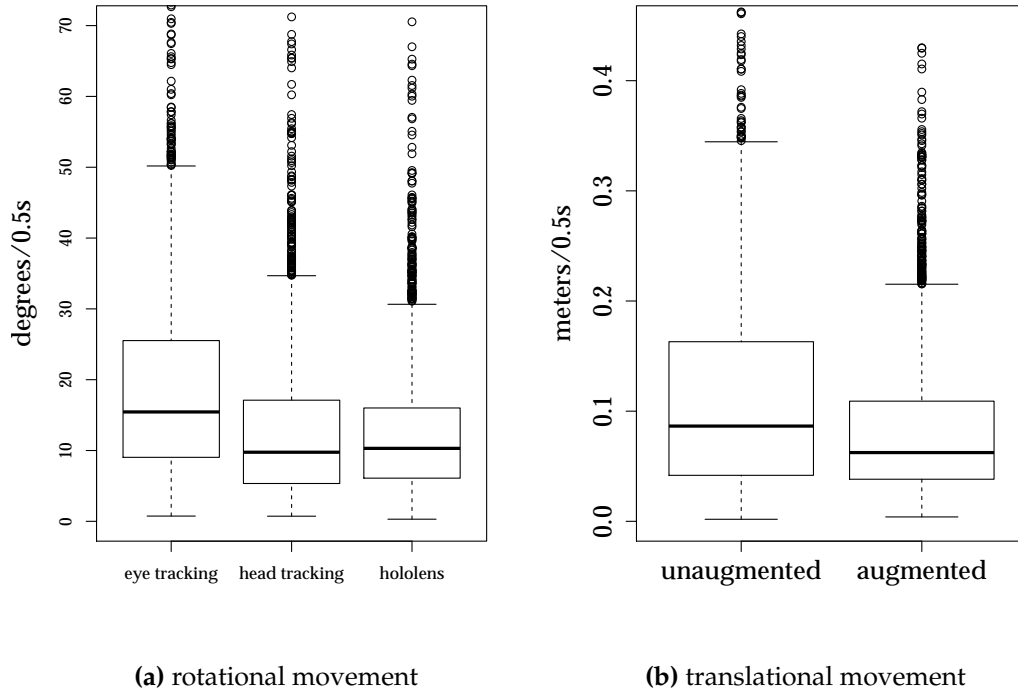 degrees/0.5s
70
60
50
40
30
20
10
0
eye tracking head tracking hololens
(a) rotational movement
meters/0.5s
0.4
0.3
0.2
0.1
0.0
unaugmented augmented
(b) translational movement